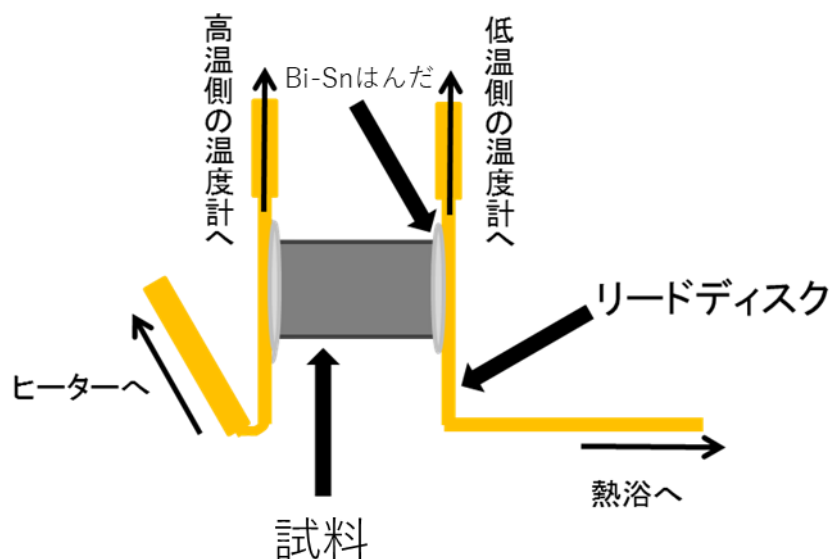 高温側の温度計へ
Bi-Snはんだ
低温側の温度計へ
リードディスク
ヒーターへ
熱浴へ
試料